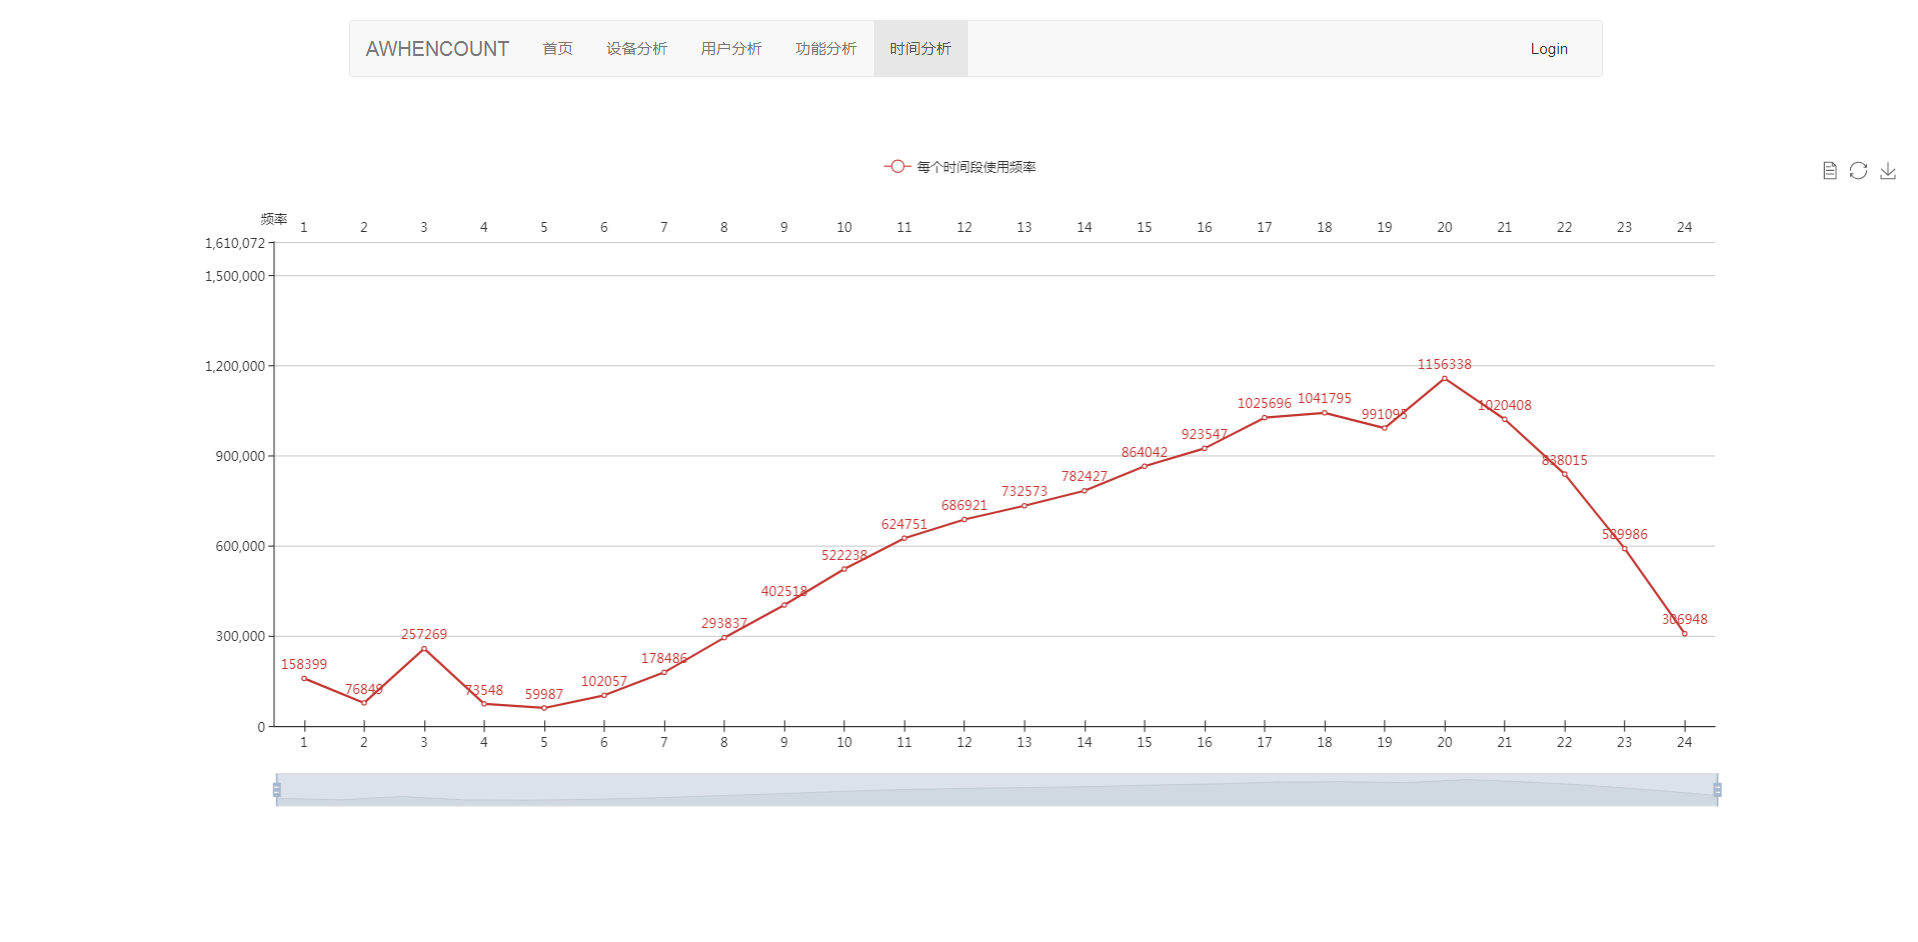 AWHENCOUNT 首页 设备分析 用户分析 功能分析 时间分析 Login
每个时间段使用频率
频率
1 2 3 4 5 6 7 8 9 10 11 12 13 14 15 16 17 18 19 20 21 22 23 24
1,610,072
1,500,000
1,200,000
900,000
600,000
300,000
0
158399 76849 257269 73548 59987 102057 178486 293837 402518 522238 624751 686921 732573 782427 864042 923547 1025696 1041795 991095 1156338 1020408 838015 589986 306948
1 2 3 4 5 6 7 8 9 10 11 12 13 14 15 16 17 18 19 20 21 22 23 24